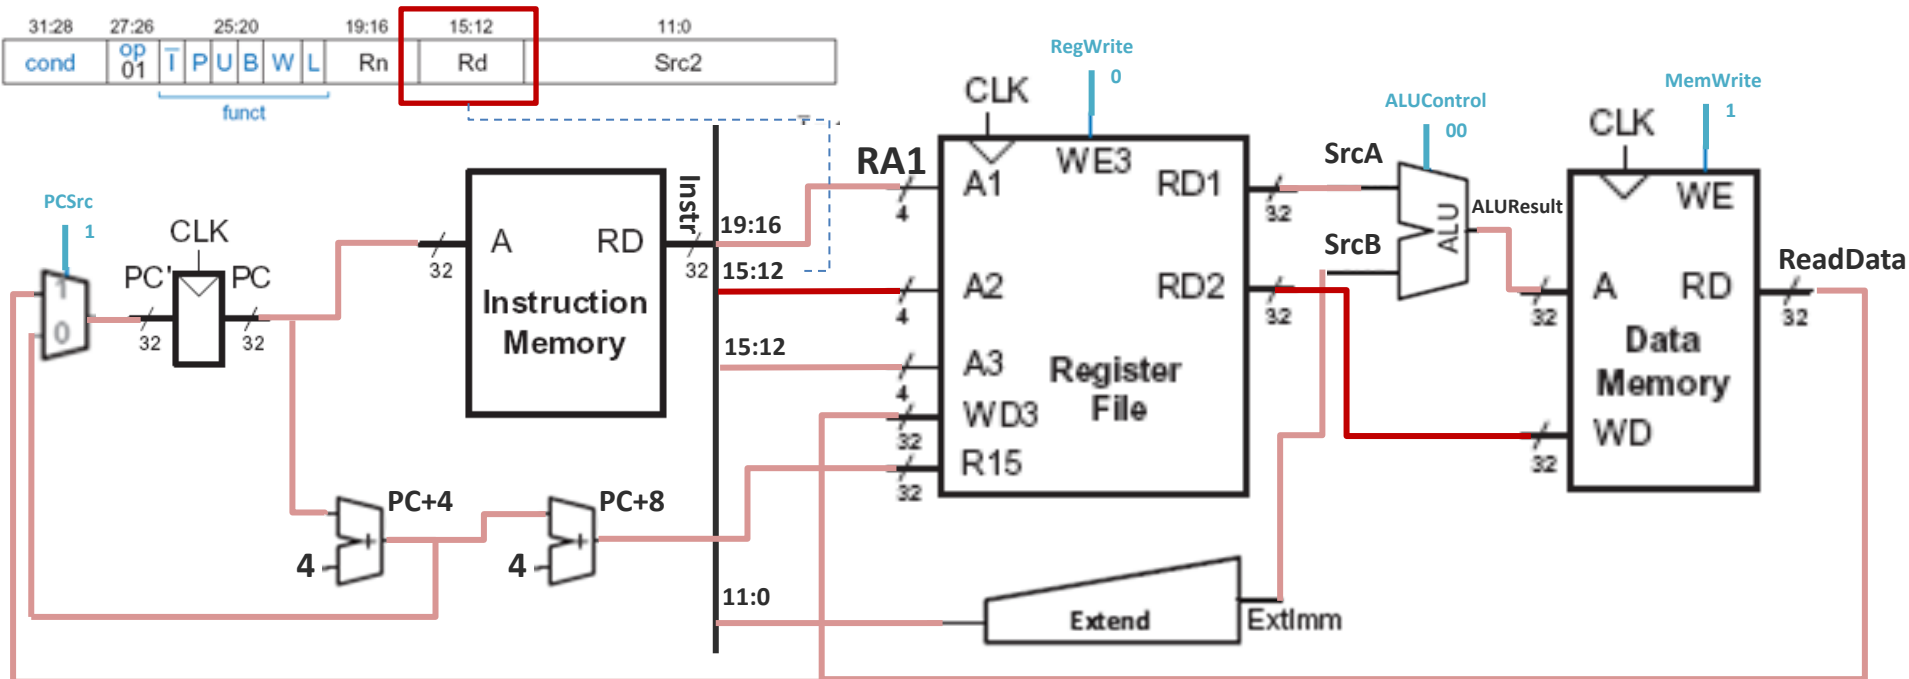 31:28 27:26 25:20 19:16 15:12 11:0
cond op 01 I P U B W L Rn Rd Src2
funct
RegWrite
0
MemWrite
1
ALUControl
00
CLK
CLK
RA1
WE3
SrcA
A1
RD1
WE
4
32
Instr
PCSrc
1
19:16
ALU
ALUResult
CLK
A
RD
SrcB
PC'
PC
32
32
15:12
ReadData
1
0
A2
RD2
A
RD
32
32
Instruction
Memory
4
32
32
32
15:12
Data
Memory
A3
Register
File
4
WD3
WD
32
32
R15
32
PC+4
PC+8
+
+
4
4
11:0
Extend
ExtImm